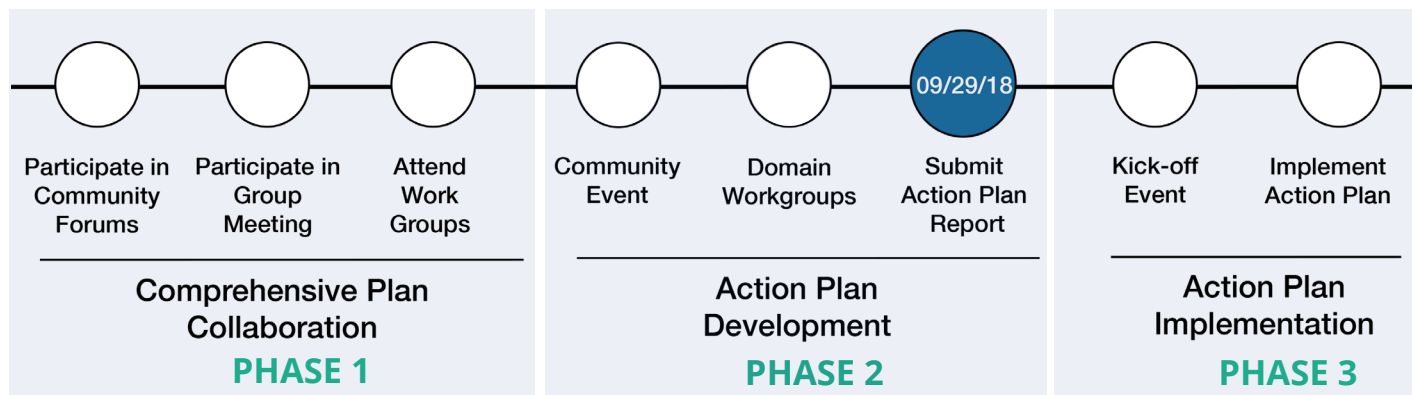 09/29/18
Participate in
Community
Forums
Participate in
Group
Meeting
Attend
Work
Groups
Community
Event
Domain
Workgroups
Submit
Action Plan
Report
Kick-off
Event
Implement
Action Plan
Comprehensive Plan
Collaboration
PHASE 1
Action Plan
Development
PHASE 2
Action Plan
Implementation
PHASE 3